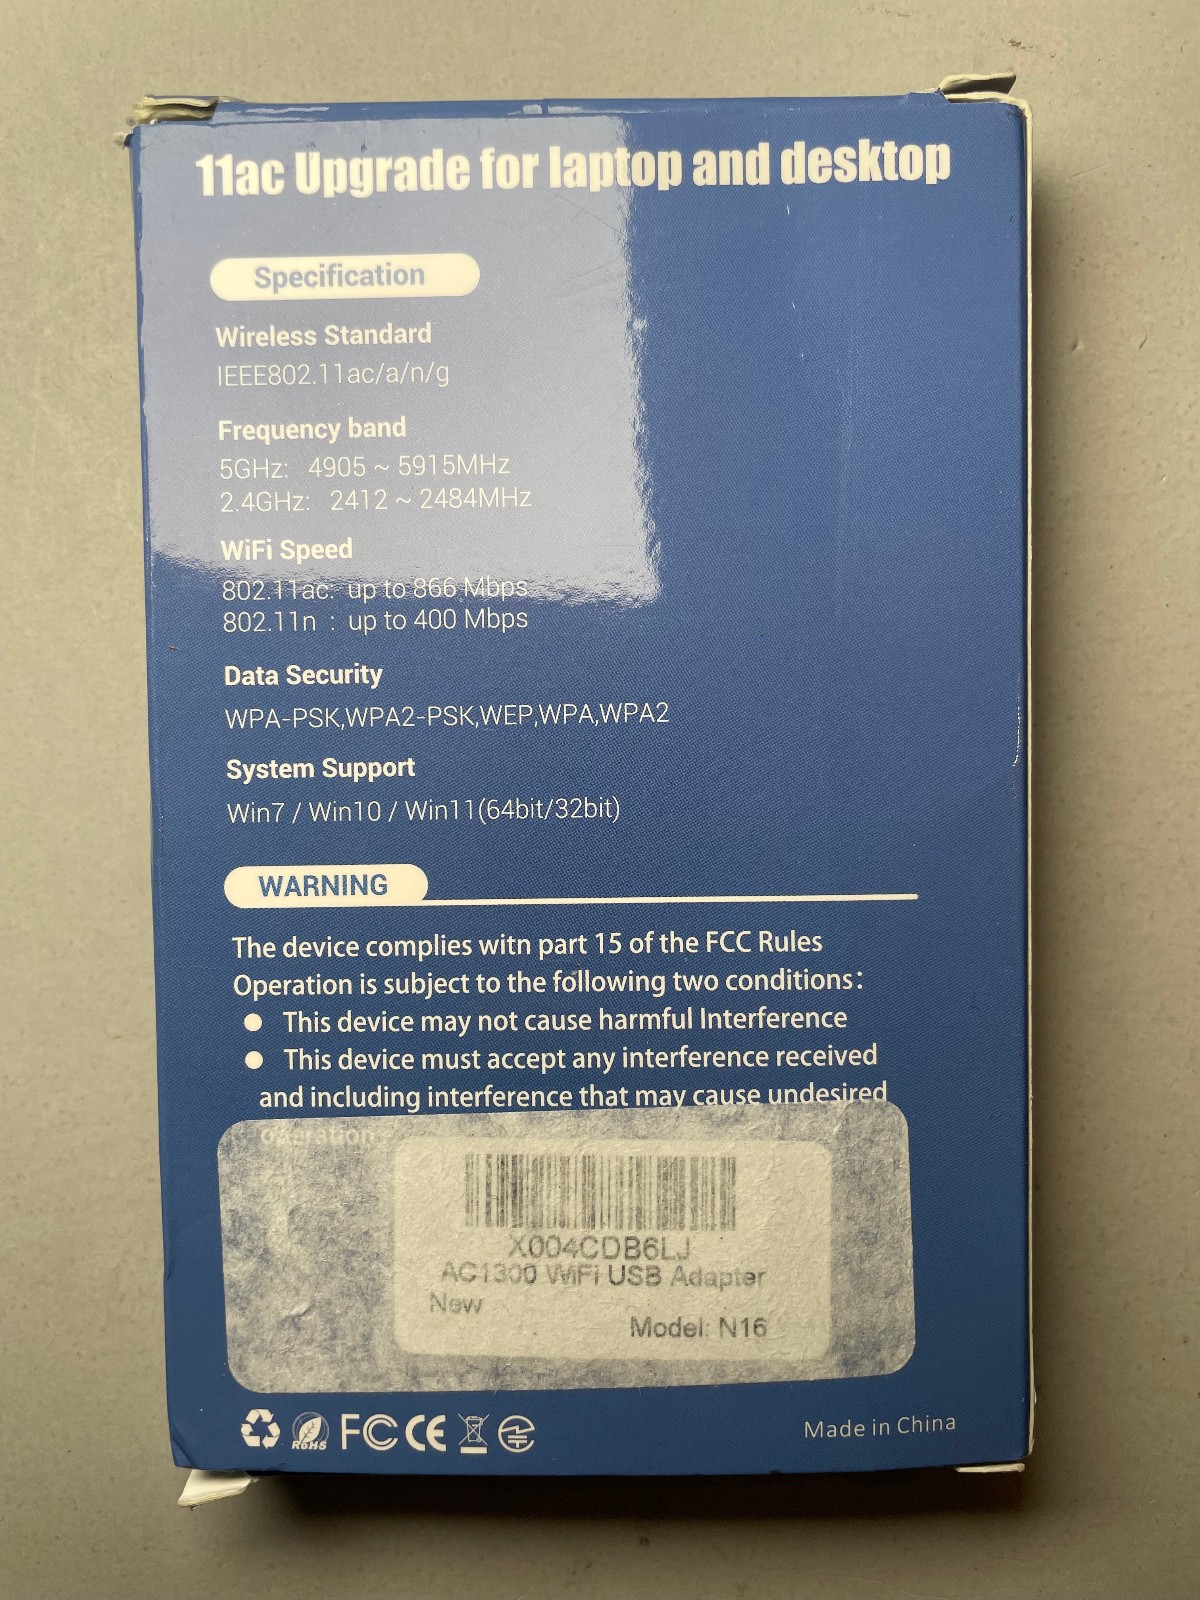 11ac Upgrade for laptop and desktop
Specification
Wireless Standard
IEEE802.11ac/a/n/g
Frequency band
5GHz: 4905 ~ 5915MHz
2.4GHz: 2412 ~ 2484MHz
WiFi Speed
802.11ac: up to 866 Mbps
802.11n : up to 400 Mbps
Data Security
WPA-PSK,WPA2-PSK,WEP,WPA,WPA2
System Support
Win7 / Win10 / Win11(64bit/32bit)
WARNING
The device complies witn part 15 of the FCC Rules
Operation is subject to the following two conditions:
● This device may not cause harmful Interference
● This device must accept any interference received
and including interference that may cause undesired
operation
X004CDB6LJ
AC1300 WiFi USB Adapter
New
Model: N16
RoHS FC CE
Made in China